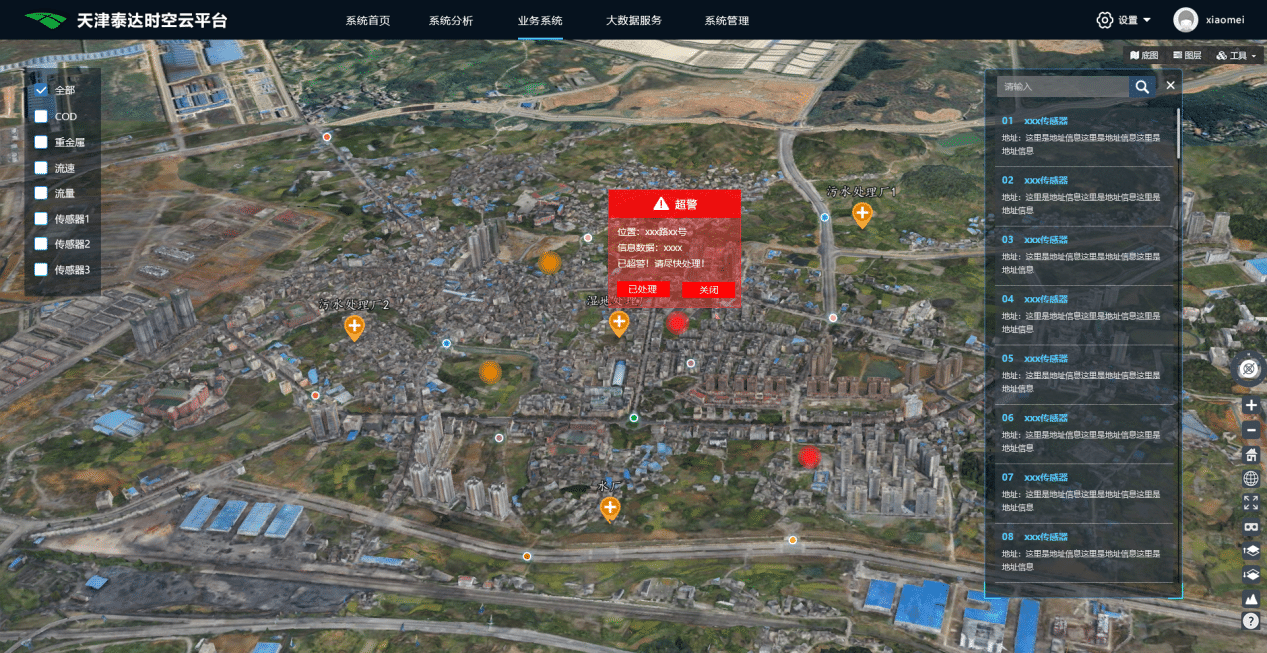 天津泰达时空云平台
系统首页
系统分析
业务系统
大数据服务
系统管理
设置
xiaomei
底图
图层
工具
全部
COD
重金属
流速
流量
传感器1
传感器2
传感器3
请输入
01 xxx传感器
地址：这里是地址信息这里是地址信息这里是
地址信息
02 xxx传感器
地址：这里是地址信息这里是地址信息这里是
地址信息
03 xxx传感器
地址：这里是地址信息这里是地址信息这里是
地址信息
04 xxx传感器
地址：这里是地址信息这里是地址信息这里是
地址信息
05 xxx传感器
地址：这里是地址信息这里是地址信息这里是
地址信息
06 xxx传感器
地址：这里是地址信息这里是地址信息这里是
地址信息
07 xxx传感器
地址：这里是地址信息这里是地址信息这里是
地址信息
08 xxx传感器
地址：这里是地址信息这里是地址信息这里是
地址信息
污水处理厂1
超警
位置：xxx路xx号
信息数据：xxxx
已超警！请尽快处理！
已处理
关闭
污水处理厂2
湿地处理厂
水厂